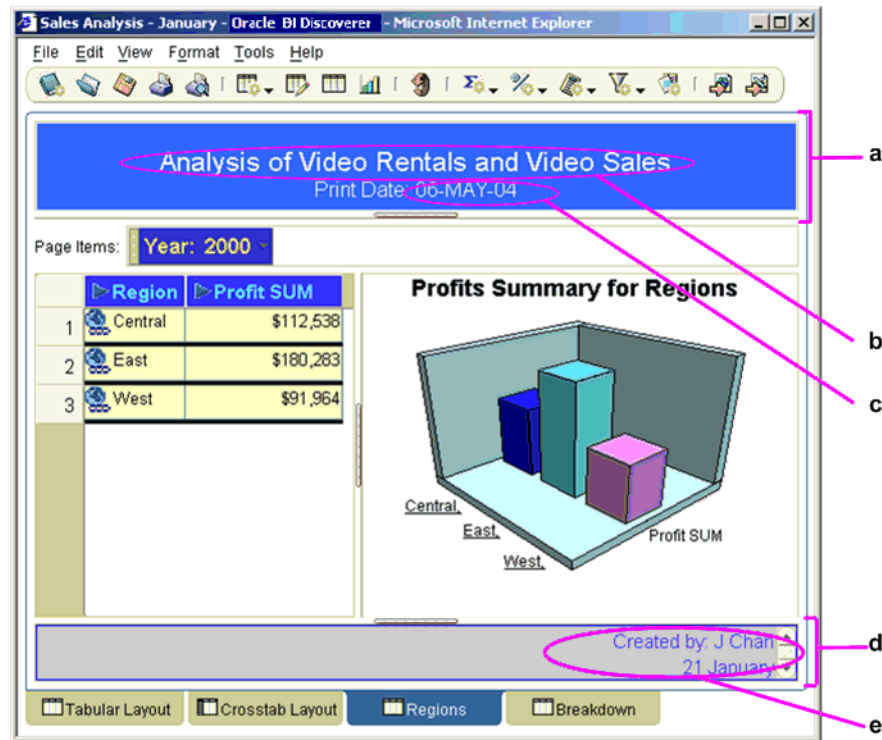 Sales Analysis - January - Oracle BI Discoverer - Microsoft Internet Explorer
File Edit View Format Tools Help
a
Analysis of Video Rentals and Video Sales
Print Date: 06-MAY-04
Page Items: Year: 2000
Region Profit SUM
1 Central $112,538
2 East $180,283
3 West $91,964
Profits Summary for Regions
b
c
Central,
East,
West,
Profit SUM
Created by: J Chan
21 January
d
Tabular Layout Crosstab Layout Regions Breakdown
e